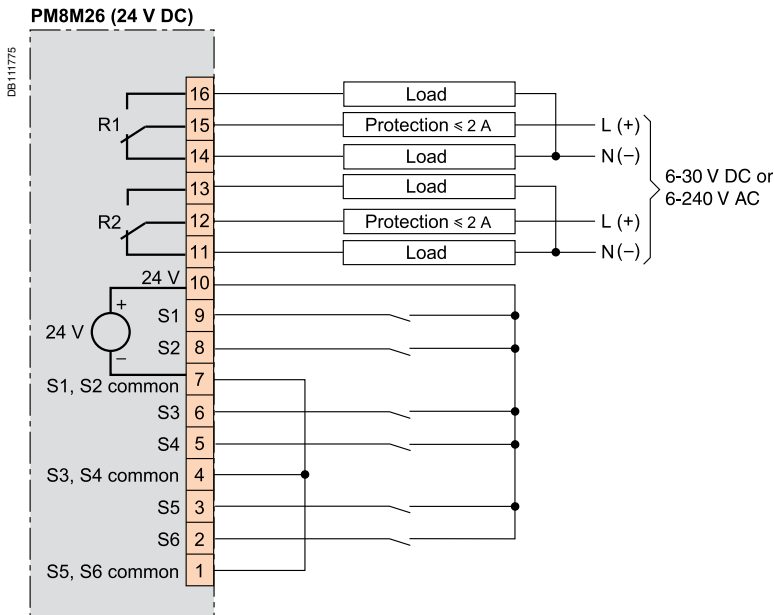 PM8M26 (24 V DC)
DB111775
16 Load
R1 15 Protection ⩽ 2 A L (+)
14 Load N(−)
13 Load
6-30 V DC or
6-240 V AC
R2 12 Protection ⩽ 2 A L (+)
11 Load N(−)
24 V 10
+
S1 9
24 V
S2 8
−
S1, S2 common 7
S3 6
S4 5
S3, S4 common 4
S5 3
S6 2
S5, S6 common 1